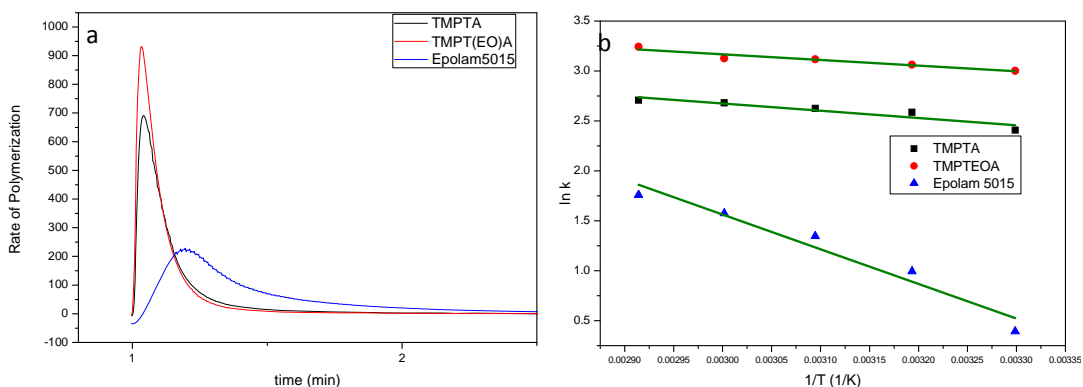 a
TMPTA
TMPT(EO)A
Epolam5015
1000
900
800
700
600
500
400
300
200
100
0
-100
Rate of Polymerization
1
2
time (min)
b
3.5
3.0
2.5
2.0
1.5
1.0
0.5
ln k
TMPTA
TMPTEOA
Epolam 5015
0.00290
0.00295
0.00300
0.00305
0.00310
0.00315
0.00320
0.00325
0.00330
0.00335
1/T (1/K)